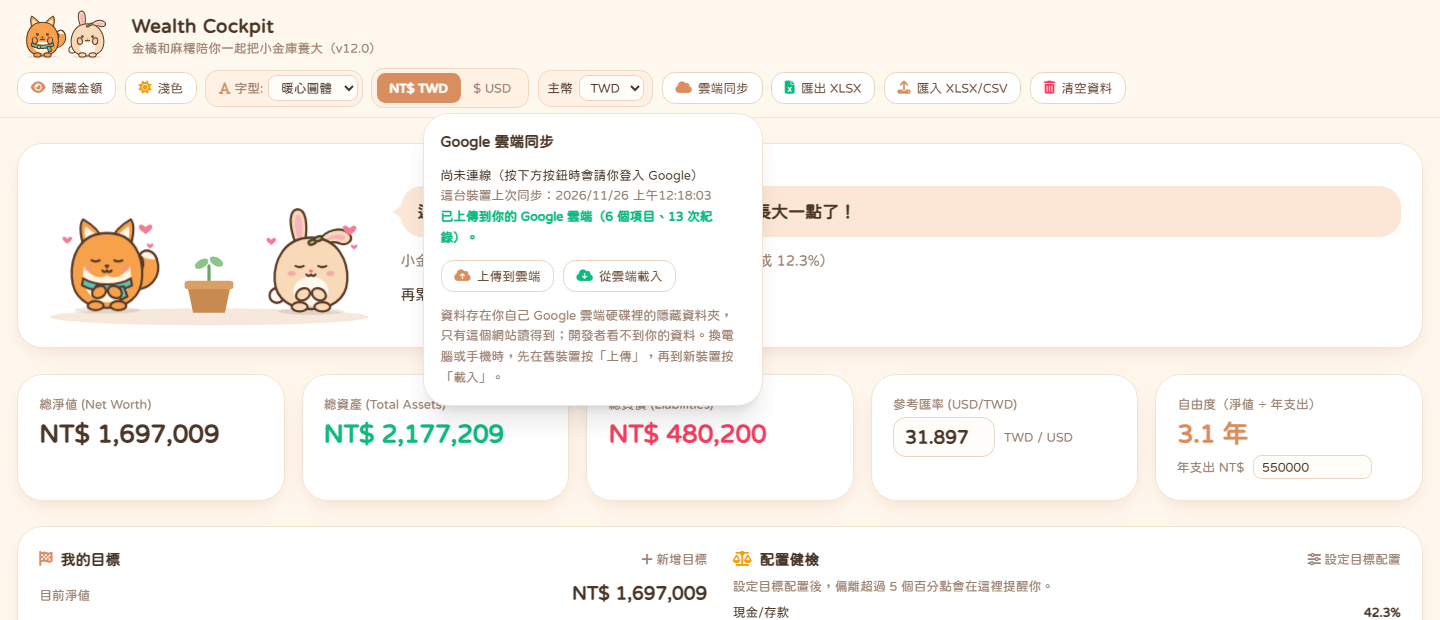 Wealth Cockpit
金橘和麻糬陪你一起把小金庫養大（v12.0）
隱藏金額
淺色
字型: 暖心圓體
NT$ TWD
$ USD
主幣 TWD
雲端同步
匯出 XLSX
匯入 XLSX/CSV
清空資料
Google 雲端同步
尚未連線（按下方按鈕時會請你登入 Google）
這台裝置上次同步：2026/11/26 上午12:18:03
已上傳到你的 Google 雲端（6 個項目、13 次紀
錄）。
上傳到雲端
從雲端載入
資料存在你自己 Google 雲端硬碟裡的隱藏資料夾，
只有這個網站讀得到；開發者看不到你的資料。換電
腦或手機時，先在舊裝置按「上傳」，再到新裝置按
「載入」。
長大一點了！
小金
成 12.3%）
再累
總淨值 (Net Worth)
NT$ 1,697,009
總資產 (Total Assets)
NT$ 2,177,209
總負債 (Liabilities)
NT$ 480,200
參考匯率 (USD/TWD)
31.897 TWD / USD
自由度（淨值 ÷ 年支出）
3.1 年
年支出 NT$ 550000
我的目標
新增目標
目前淨值
NT$ 1,697,009
配置健檢
設定目標配置
設定目標配置後，偏離超過 5 個百分點會在這裡提醒你。
現金/存款
42.3%